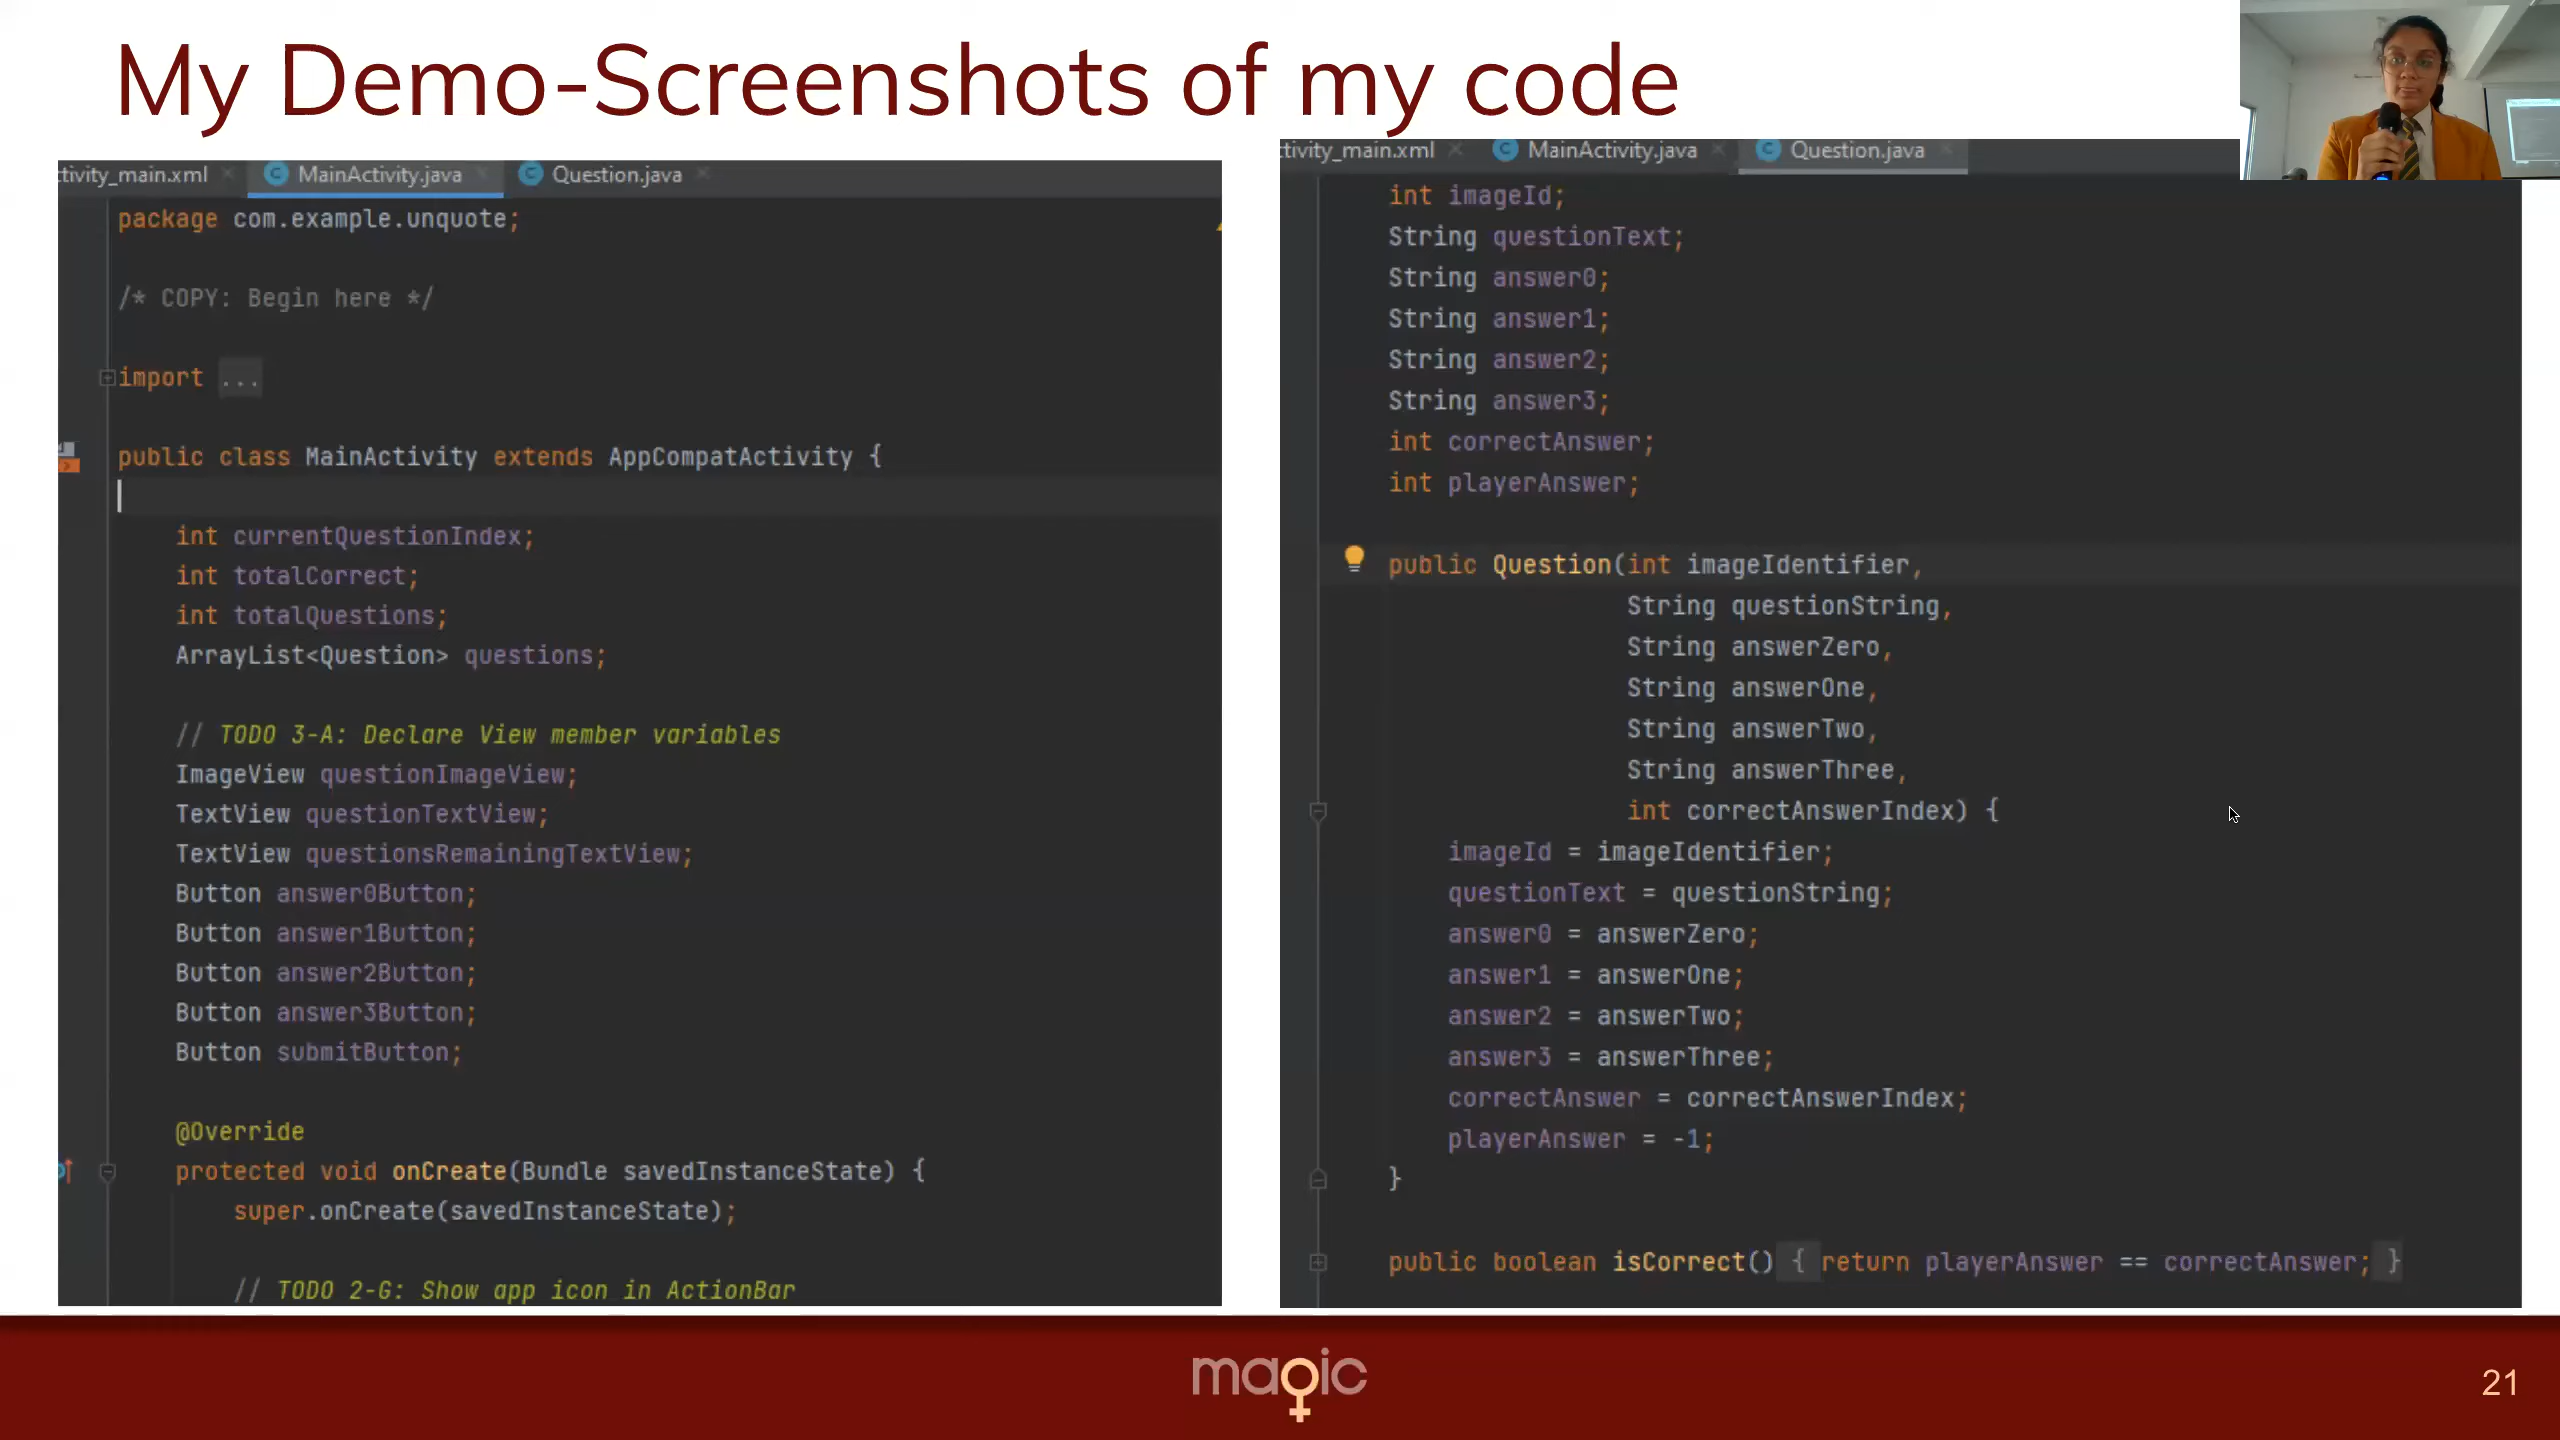 My Demo-Screenshots of my code
ctivity_main.xml MainActivity.java Question.java
package com.example.unquote;
/* COPY: Begin here */
import ...
public class MainActivity extends AppCompatActivity {
int currentQuestionIndex;
int totalCorrect;
int totalQuestions;
ArrayList<Question> questions;
// TODO 3-A: Declare View member variables
ImageView questionImageView;
TextView questionTextView;
TextView questionsRemainingTextView;
Button answer0Button;
Button answer1Button;
Button answer2Button;
Button answer3Button;
Button submitButton;
@Override
protected void onCreate(Bundle savedInstanceState) {
super.onCreate(savedInstanceState);
// TODO 2-G: Show app icon in ActionBar
ctivity_main.xml MainActivity.java Question.java
int imageId;
String questionText;
String answer0;
String answer1;
String answer2;
String answer3;
int correctAnswer;
int playerAnswer;
public Question(int imageIdentifier,
String questionString,
String answerZero,
String answerOne,
String answerTwo,
String answerThree,
int correctAnswerIndex) {
imageId = imageIdentifier;
questionText = questionString;
answer0 = answerZero;
answer1 = answerOne;
answer2 = answerTwo;
answer3 = answerThree;
correctAnswer = correctAnswerIndex;
playerAnswer = -1;
}
public boolean isCorrect() { return playerAnswer == correctAnswer; }
magic
21